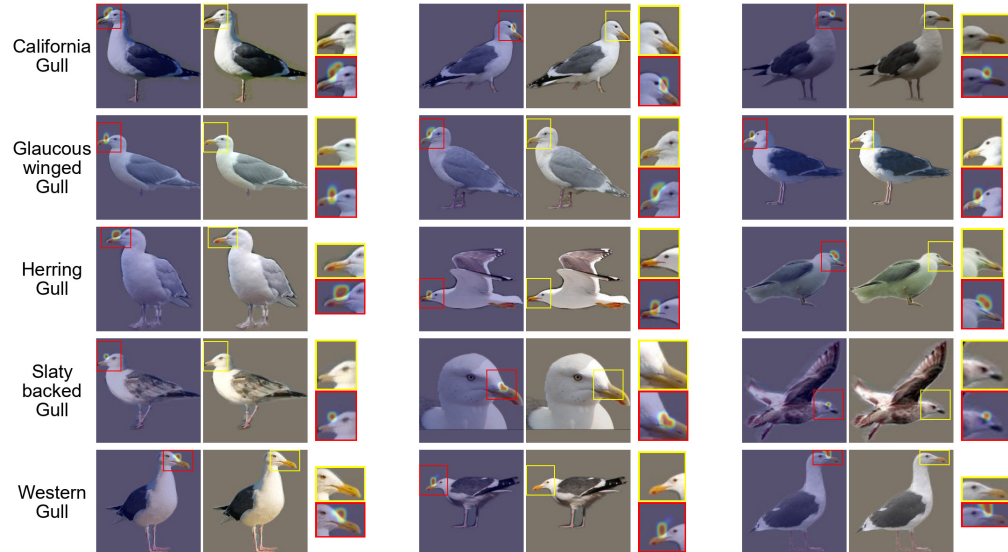 California
Gull
Glaucous
winged
Gull
Herring
Gull
Slaty
backed
Gull
Western
Gull